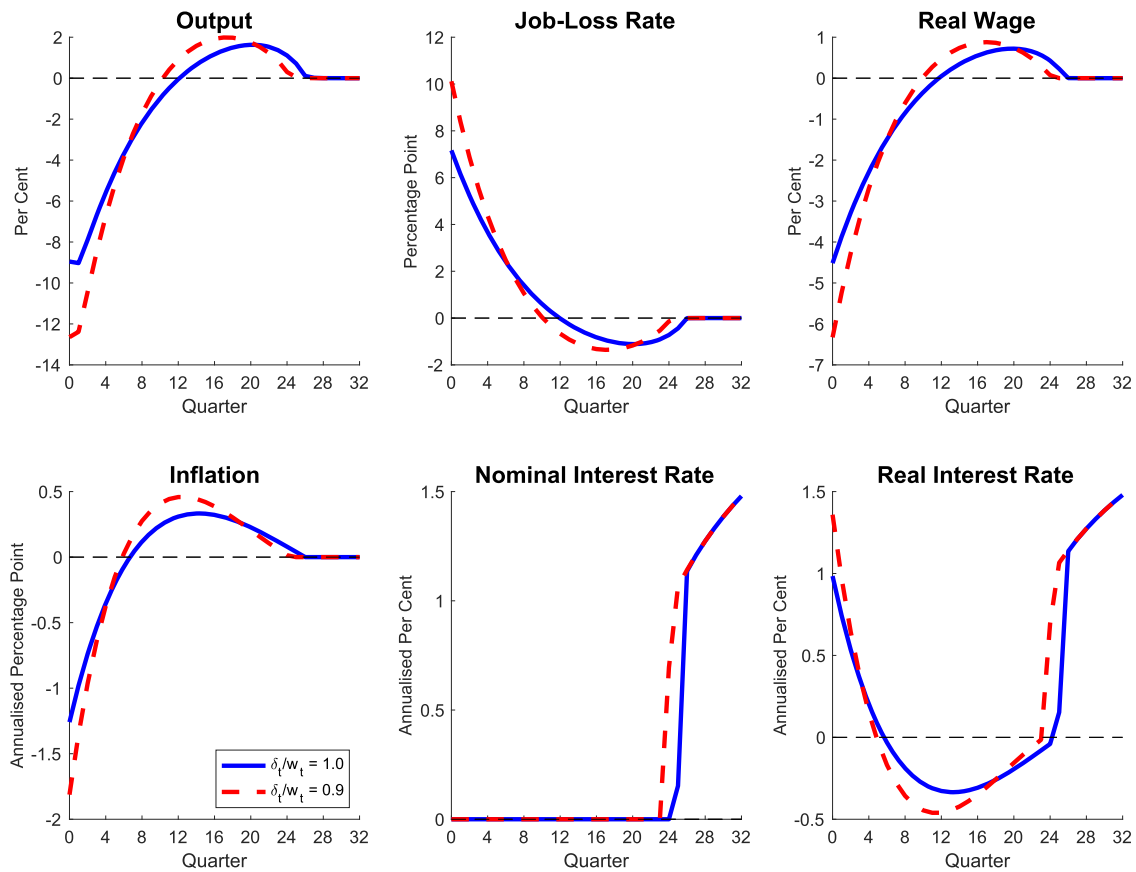 Output
Per Cent
2
0
-2
-4
-6
-8
-10
-12
-14
0 4 8 12 16 20 24 28 32
Quarter
Job-Loss Rate
Percentage Point
12
10
8
6
4
2
0
-2
0 4 8 12 16 20 24 28 32
Quarter
Real Wage
Per Cent
1
0
-1
-2
-3
-4
-5
-6
-7
0 4 8 12 16 20 24 28 32
Quarter
Inflation
Annualised Percentage Point
0.5
0
-0.5
-1
-1.5
-2
δt/wt = 1.0
δt/wt = 0.9
0 4 8 12 16 20 24 28 32
Quarter
Nominal Interest Rate
Annualised Per Cent
1.5
1
0.5
0
0 4 8 12 16 20 24 28 32
Quarter
Real Interest Rate
Annualised Per Cent
1.5
1
0.5
0
-0.5
0 4 8 12 16 20 24 28 32
Quarter